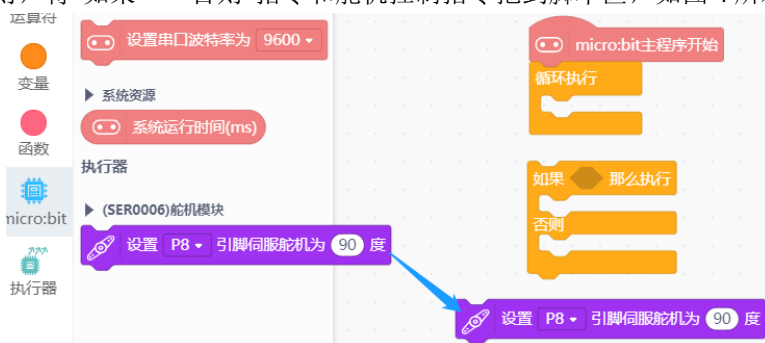 运算符
变量
函数
micro:bit
执行器
设置串口波特率为 9600
系统资源
系统运行时间(ms)
执行器
(SER0006)舵机模块
设置 P8 引脚伺服舵机为 90 度
micro:bit主程序开始
循环执行
如果 那么执行
否则
设置 P8 引脚伺服舵机为 90 度